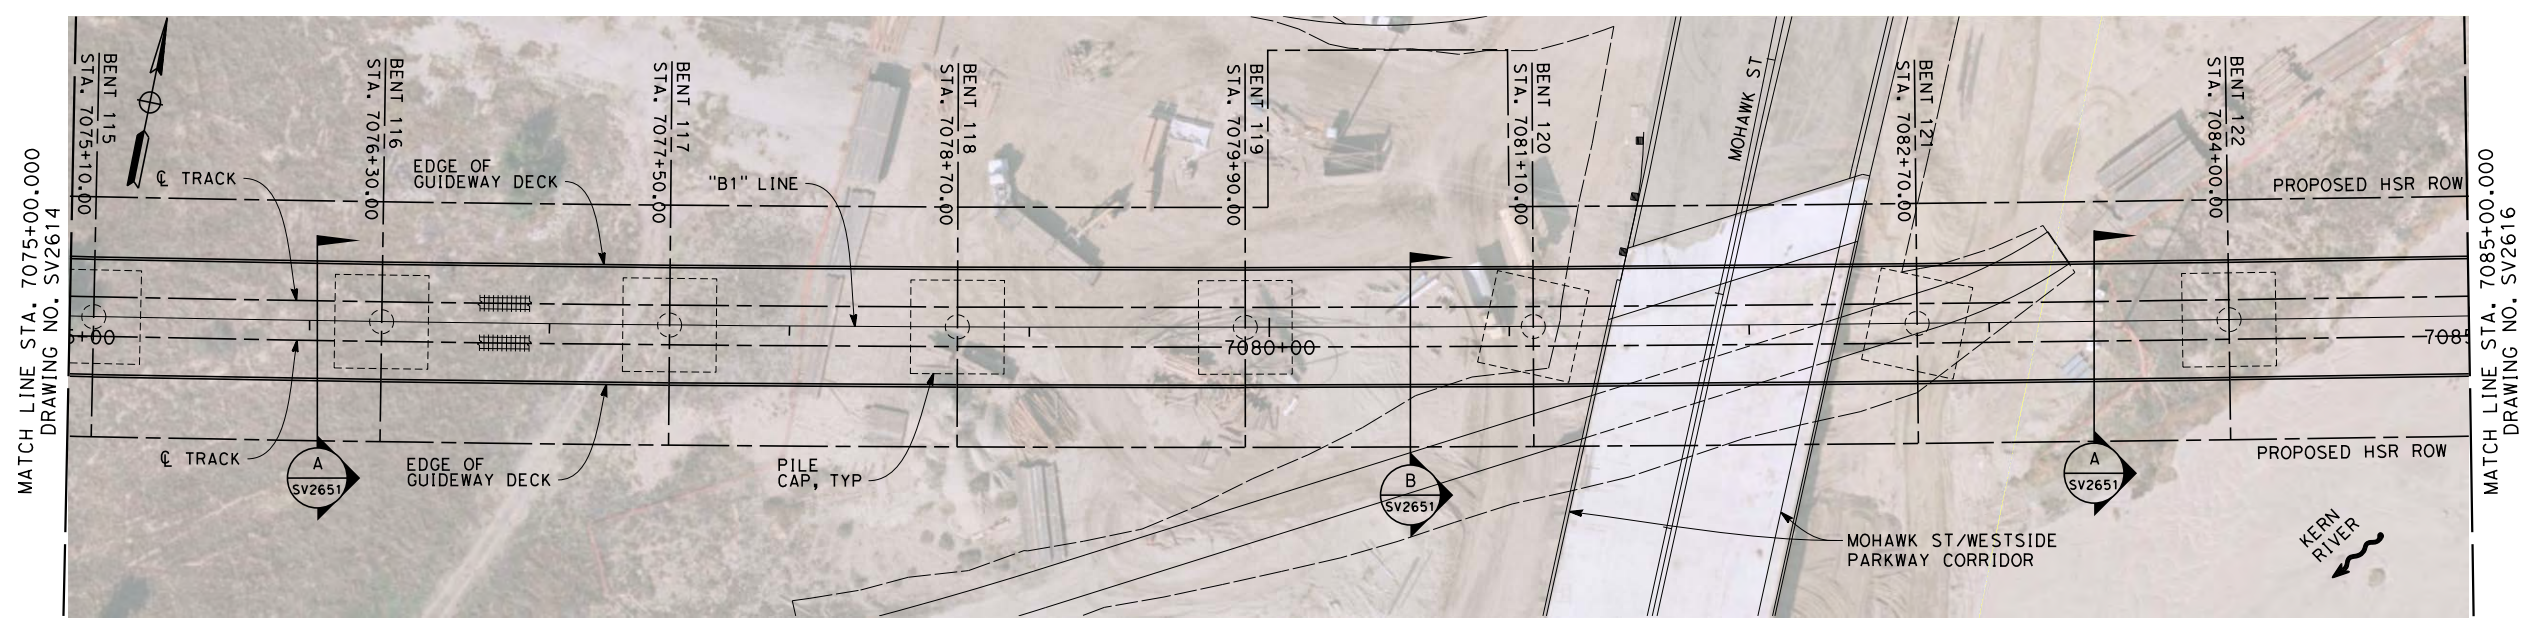 MATCH LINE STA. 7075+00.000
DRAWING NO. SV2614
BENT 115
STA. 7075+10.00
BENT 116
STA. 7076+30.00
BENT 117
STA. 7077+50.00
BENT 118
STA. 7078+70.00
BENT 119
STA. 7079+90.00
BENT 120
STA. 7081+10.00
MOHAWK ST
BENT 121
STA. 7082+70.00
BENT 122
STA. 7084+00.00
℄ TRACK
EDGE OF
GUIDEWAY DECK
"B1" LINE
PROPOSED HSR ROW
5+00
7080+00
7085
℄ TRACK
A
SV2651
EDGE OF
GUIDEWAY DECK
PILE
CAP, TYP
B
SV2651
A
SV2651
PROPOSED HSR ROW
MOHAWK ST/WESTSIDE
PARKWAY CORRIDOR
KERN
RIVER
MATCH LINE STA. 7085+00.000
DRAWING NO. SV2616